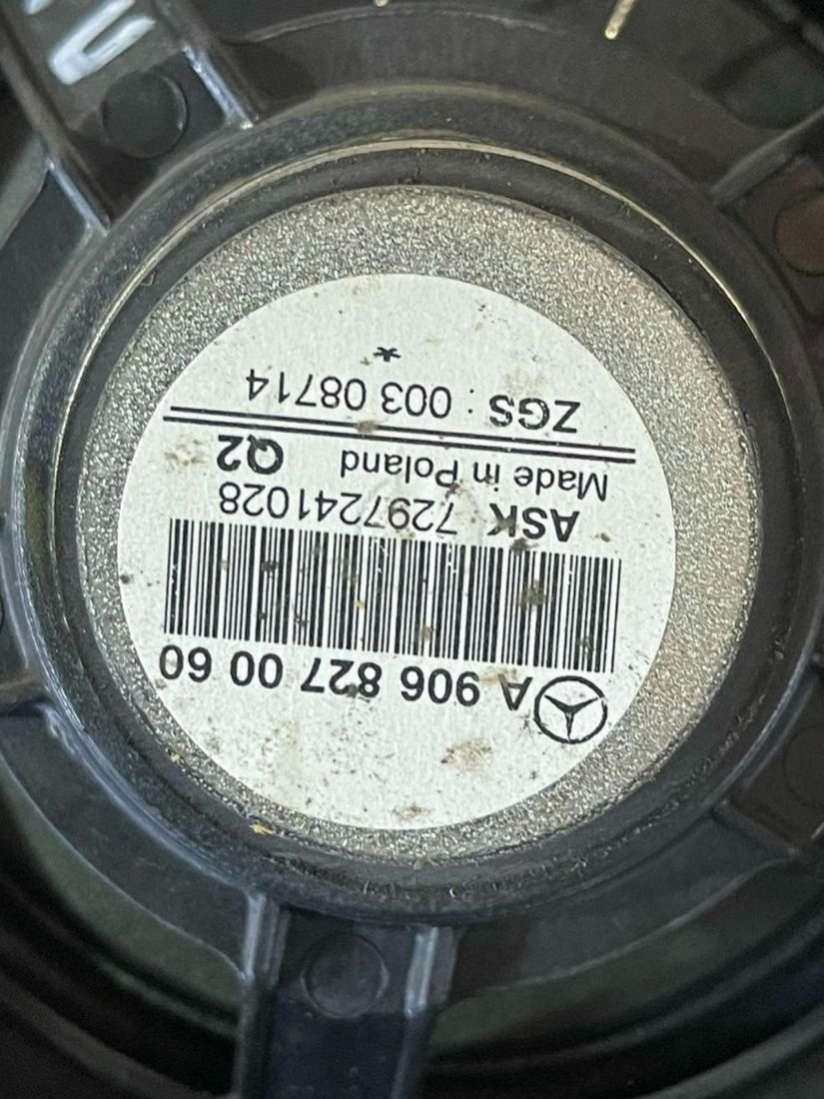 A 906 827 00 60
ASK 7297241028
Made in Poland Q2
ZGS : 003 08714
*